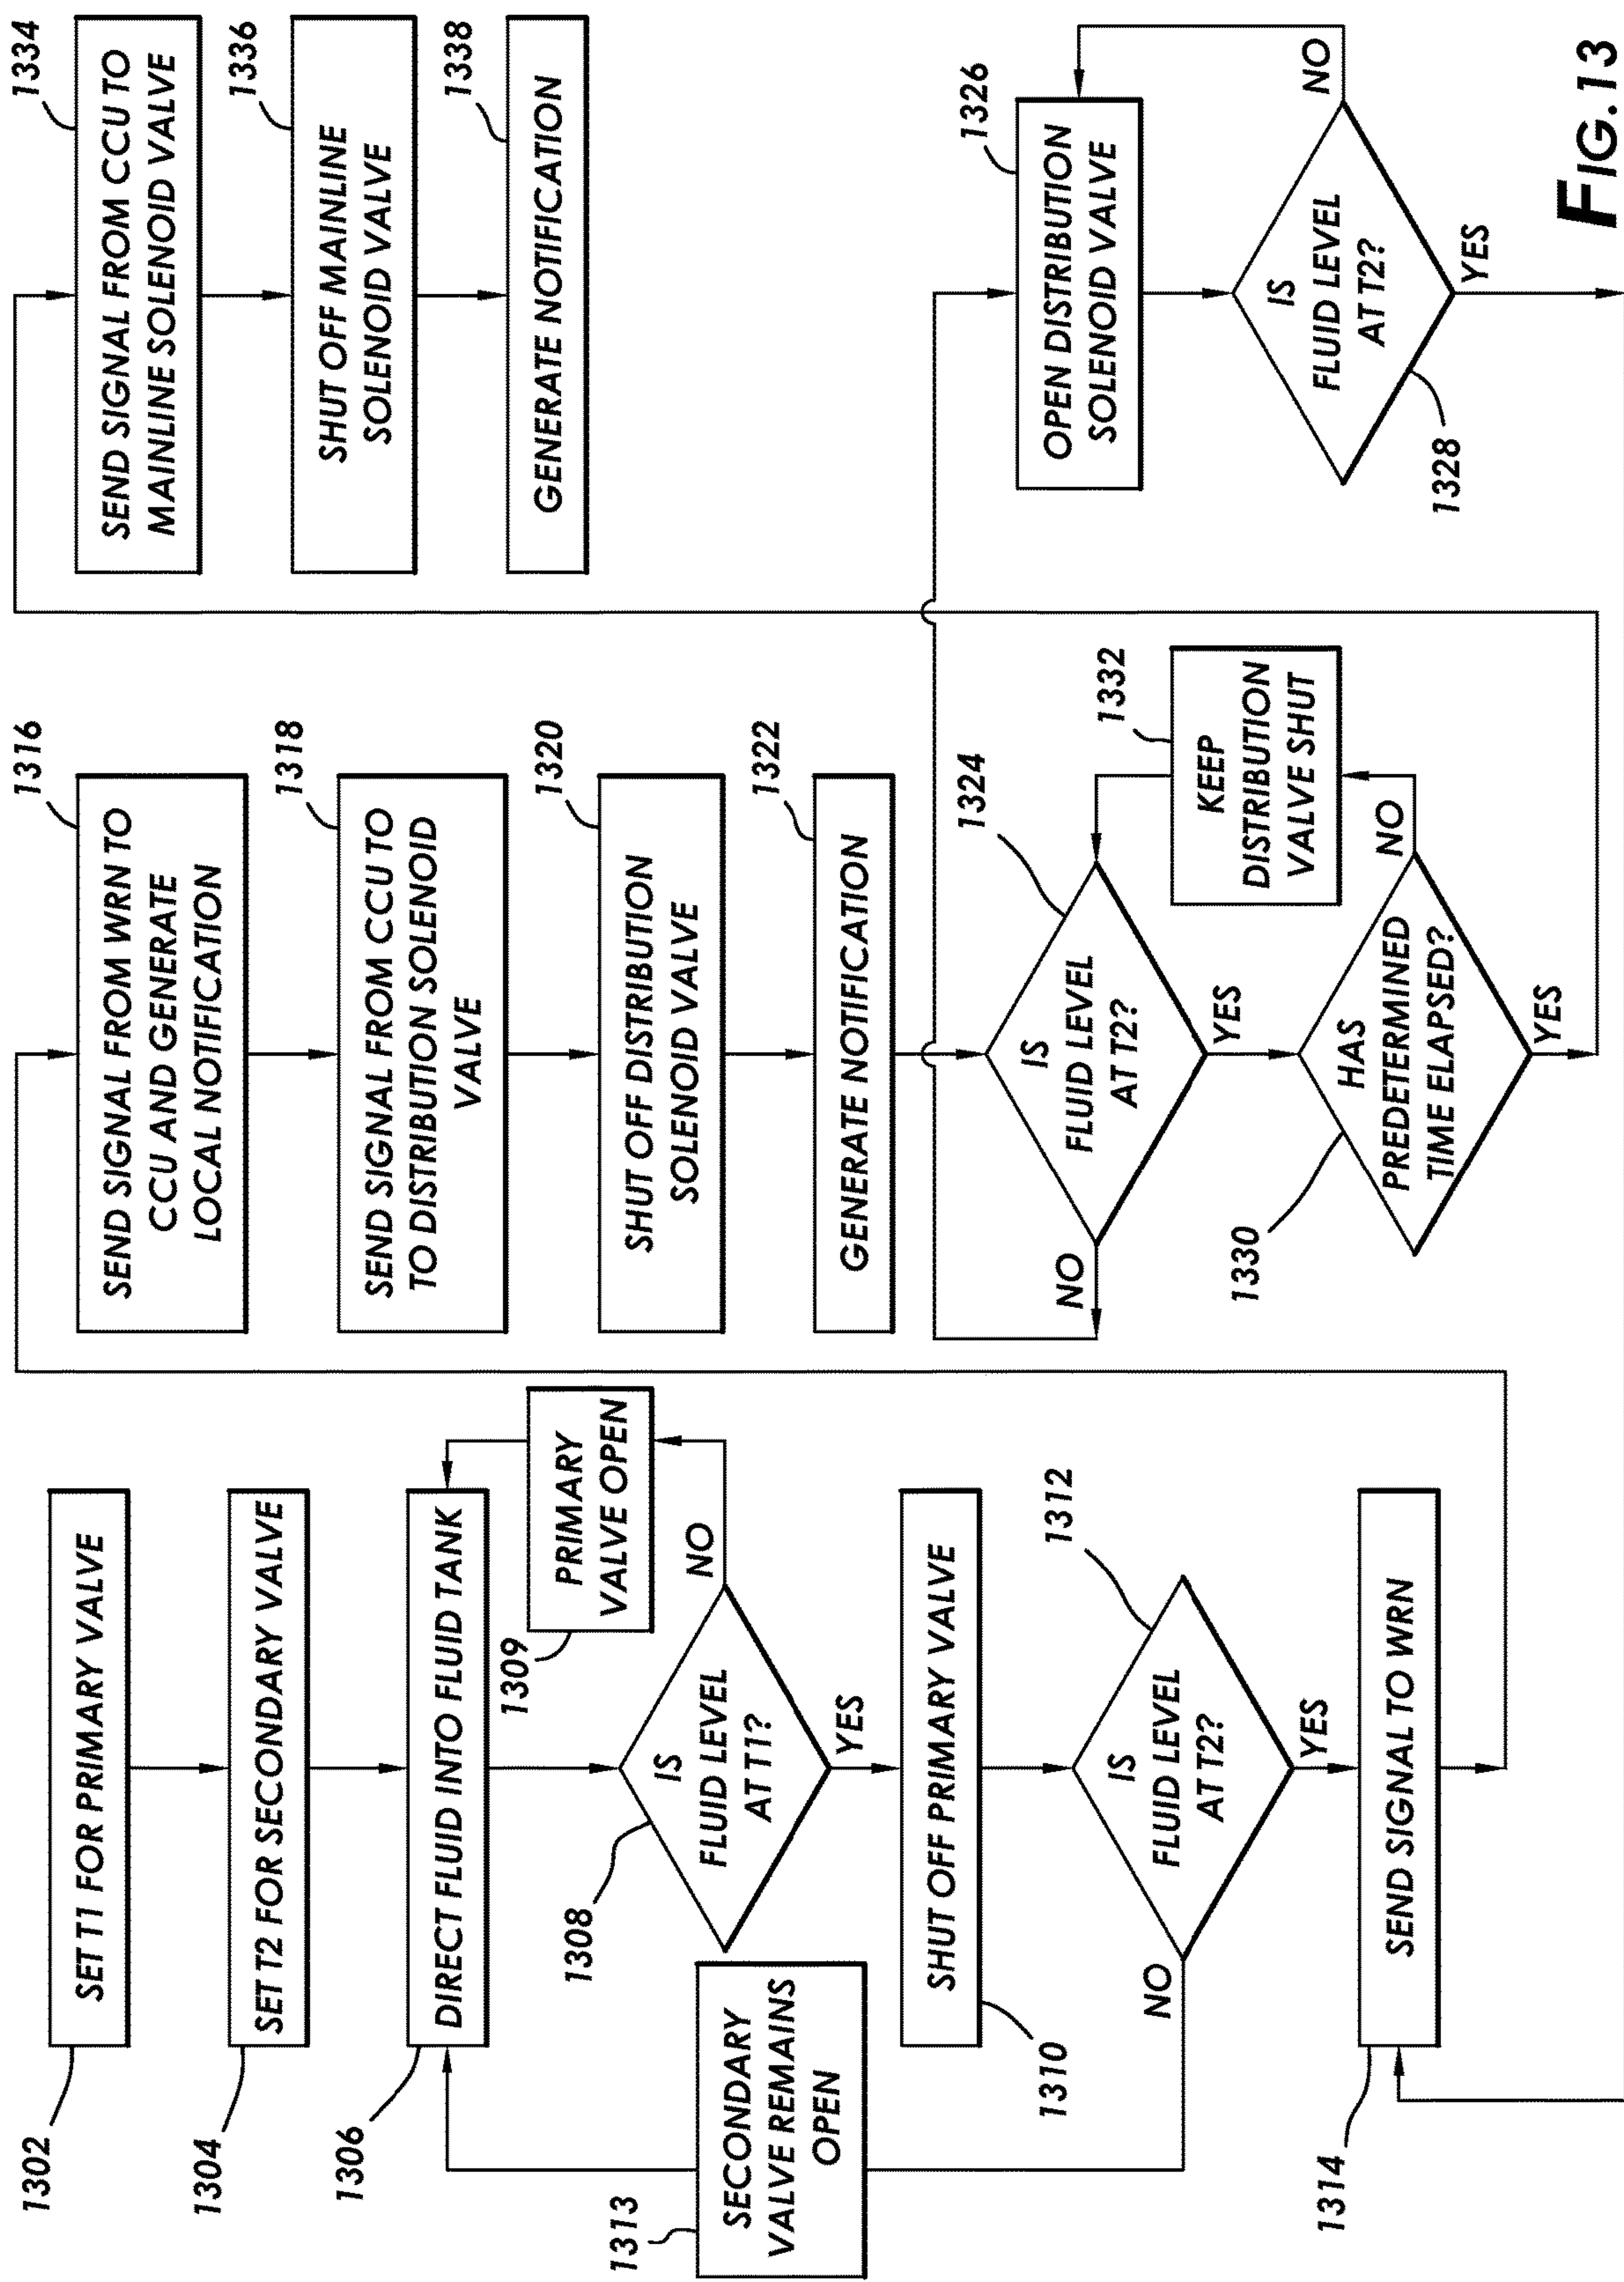 1302
SET T1 FOR PRIMARY VALVE
1304
SET T2 FOR SECONDARY VALVE
1306
DIRECT FLUID INTO FLUID TANK
1309
PRIMARY
VALVE OPEN
1308
IS
FLUID LEVEL
AT T1?
NO
YES
1313
SECONDARY
VALVE REMAINS
OPEN
1310
SHUT OFF PRIMARY VALVE
1312
IS
FLUID LEVEL
AT T2?
NO
YES
1314
SEND SIGNAL TO WRN
1316
SEND SIGNAL FROM WRN TO
CCU AND GENERATE
LOCAL NOTIFICATION
1318
SEND SIGNAL FROM CCU TO
TO DISTRIBUTION SOLENOID
VALVE
1320
SHUT OFF DISTRIBUTION
SOLENOID VALVE
1322
GENERATE NOTIFICATION
1324
IS
FLUID LEVEL
AT T2?
NO
YES
1332
KEEP
DISTRIBUTION
VALVE SHUT
1330
HAS
PREDETERMINED
TIME ELAPSED?
NO
YES
1334
SEND SIGNAL FROM CCU TO
MAINLINE SOLENOID VALVE
1336
SHUT OFF MAINLINE
SOLENOID VALVE
1338
GENERATE NOTIFICATION
1326
OPEN DISTRIBUTION
SOLENOID VALVE
1328
IS
FLUID LEVEL
AT T2?
NO
YES
FIG.13